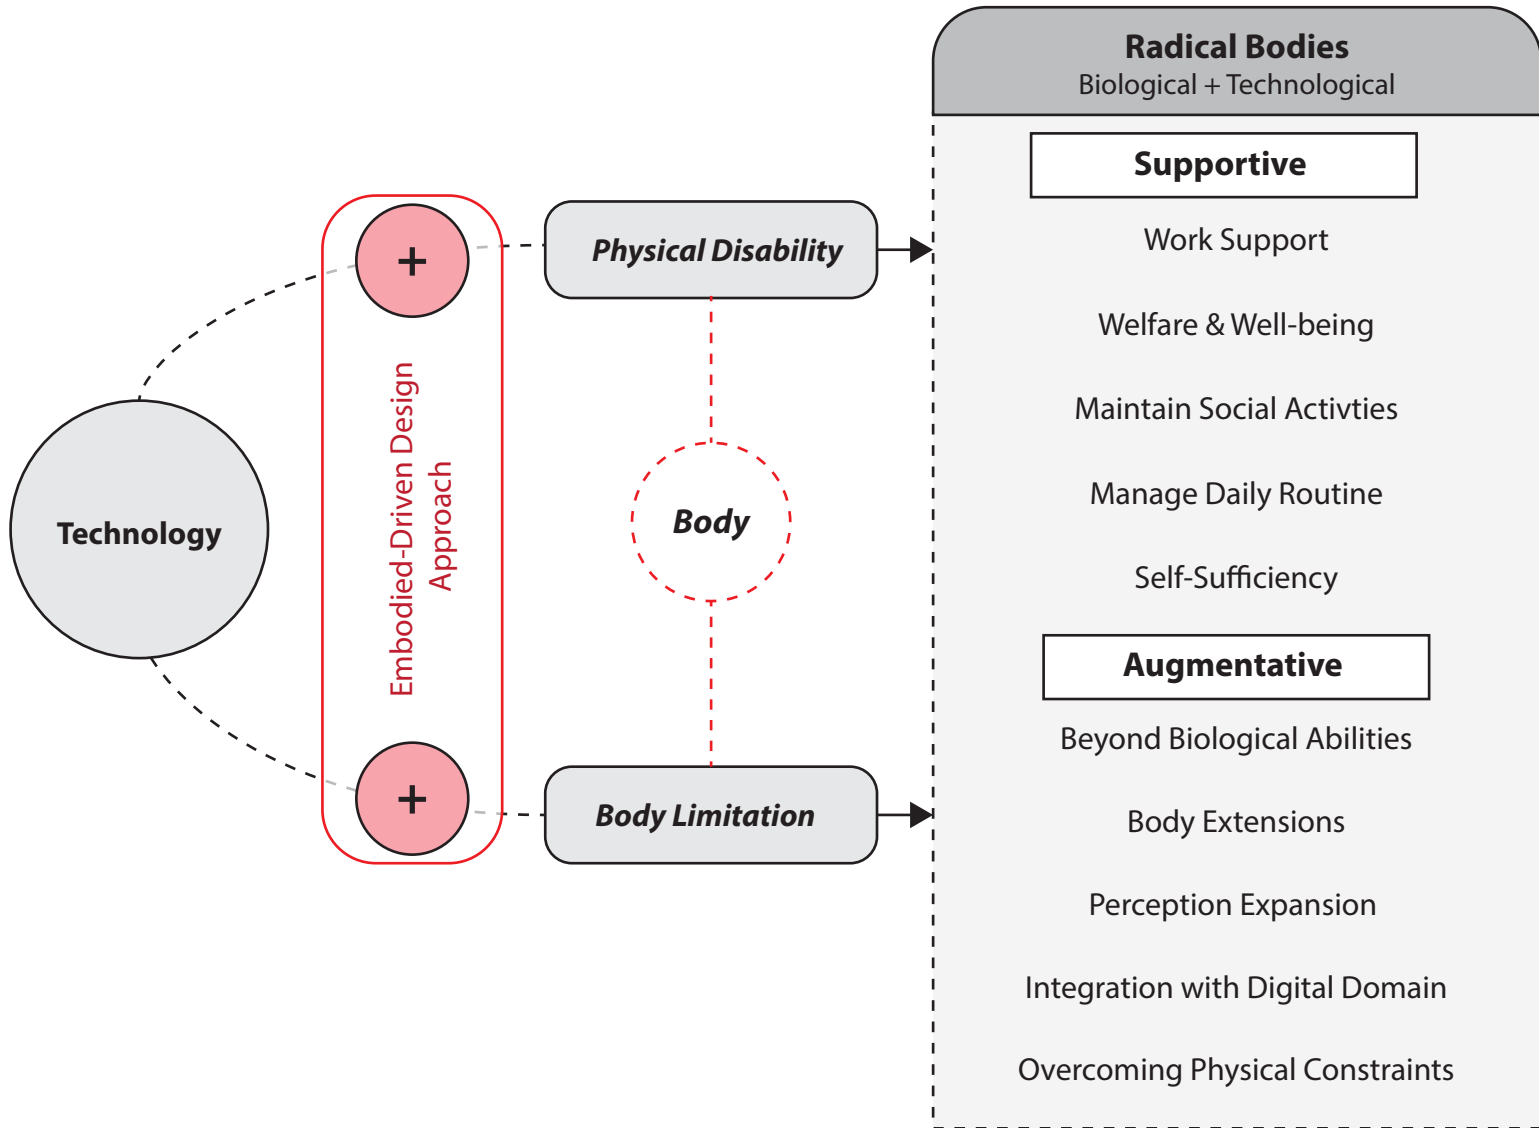 Technology
+
Embodied-Driven Design
Approach
+
Physical Disability
Body
Body Limitation
Radical Bodies
Biological + Technological
Supportive
Work Support
Welfare & Well-being
Maintain Social Activties
Manage Daily Routine
Self-Sufficiency
Augmentative
Beyond Biological Abilities
Body Extensions
Perception Expansion
Integration with Digital Domain
Overcoming Physical Constraints